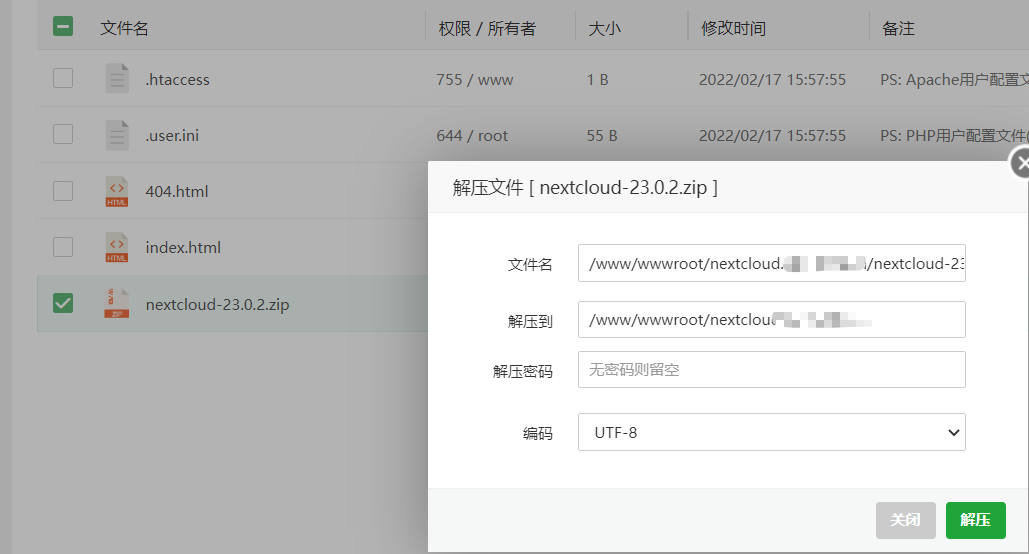 文件名 权限 / 所有者 大小 修改时间 备注
.htaccess 755 / www 1 B 2022/02/17 15:57:55 PS: Apache用户配置文
.user.ini 644 / root 55 B 2022/02/17 15:57:55 PS: PHP用户配置文件(
HTML 404.html
HTML index.html
ZIP nextcloud-23.0.2.zip
解压文件 [ nextcloud-23.0.2.zip ]
文件名 /www/wwwroot/nextcloud. /nextcloud-23
解压到 /www/wwwroot/nextcloud
解压密码 无密码则留空
编码 UTF-8
关闭 解压